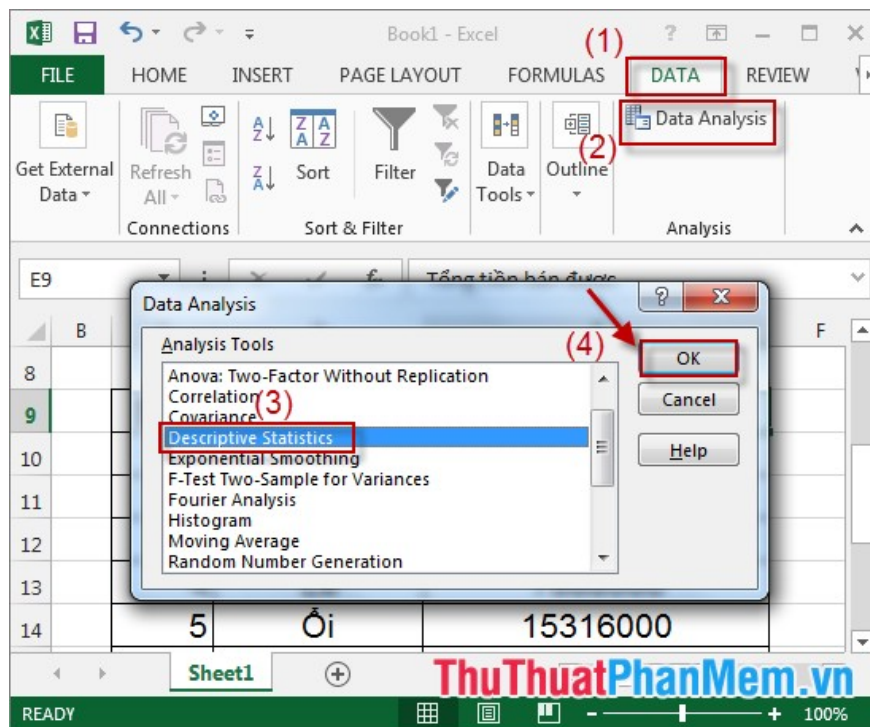 Book1 - Excel
(1)
FILE HOME INSERT PAGE LAYOUT FORMULAS DATA REVIEW
Get External Data
Refresh All
Sort
Filter
Data Tools
Outline
Data Analysis
(2)
Connections
Sort & Filter
Analysis
E9
Tổng tiền bán được
Data Analysis
B
F
Analysis Tools
(4)
OK
Cancel
Help
Anova: Two-Factor Without Replication
Correlation
(3)
Covariance
Descriptive Statistics
Exponential Smoothing
F-Test Two-Sample for Variances
Fourier Analysis
Histogram
Moving Average
Random Number Generation
8
9
10
11
12
13
14 5 Ổi 15316000
Sheet1
ThuThuatPhanMem.vn
READY
100%